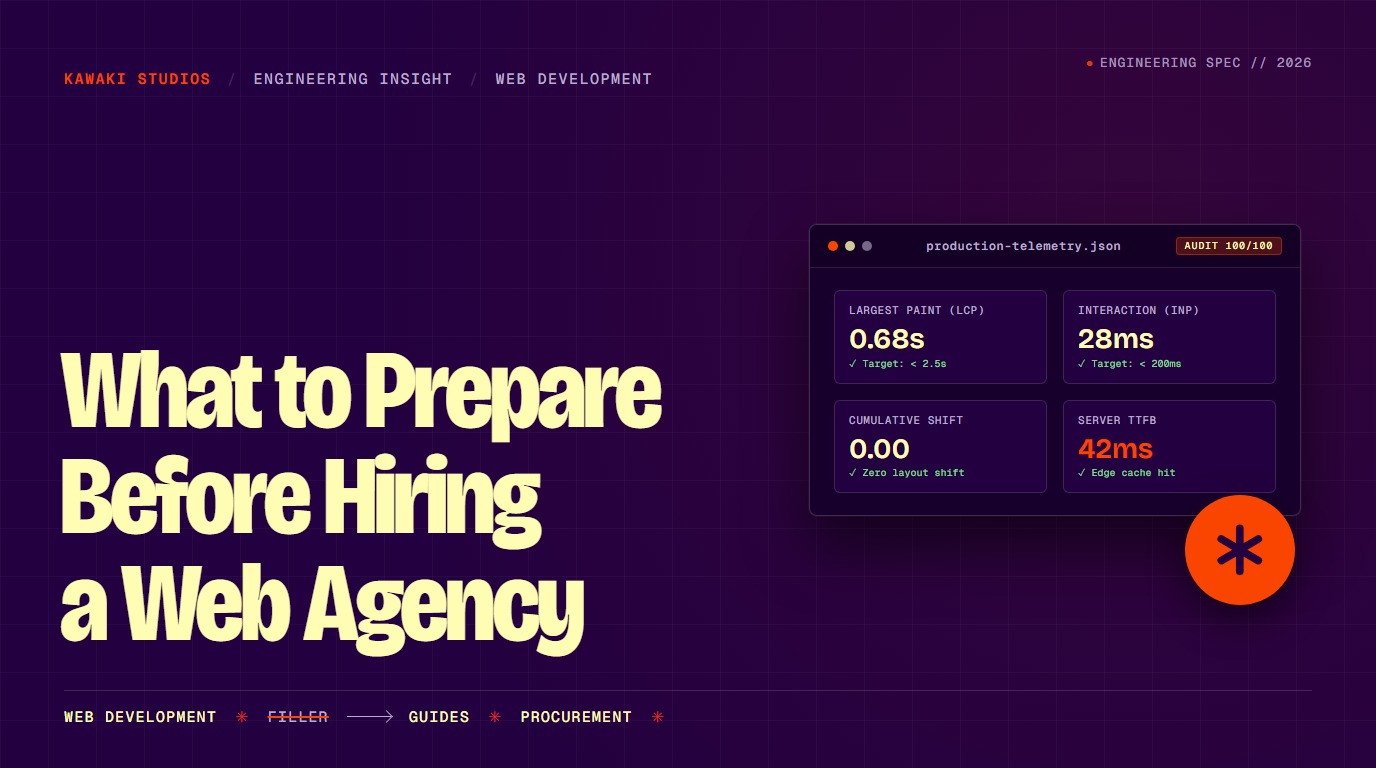 KAWAKI STUDIOS / ENGINEERING INSIGHT / WEB DEVELOPMENT
ENGINEERING SPEC // 2026
production-telemetry.json
AUDIT 100/100
LARGEST PAINT (LCP)
0.68s
✓ Target: < 2.5s
INTERACTION (INP)
28ms
✓ Target: < 200ms
CUMULATIVE SHIFT
0.00
✓ Zero layout shift
SERVER TTFB
42ms
✓ Edge cache hit
What to Prepare
Before Hiring
a Web Agency
WEB DEVELOPMENT ✳ FILLER → GUIDES ✳ PROCUREMENT ✳